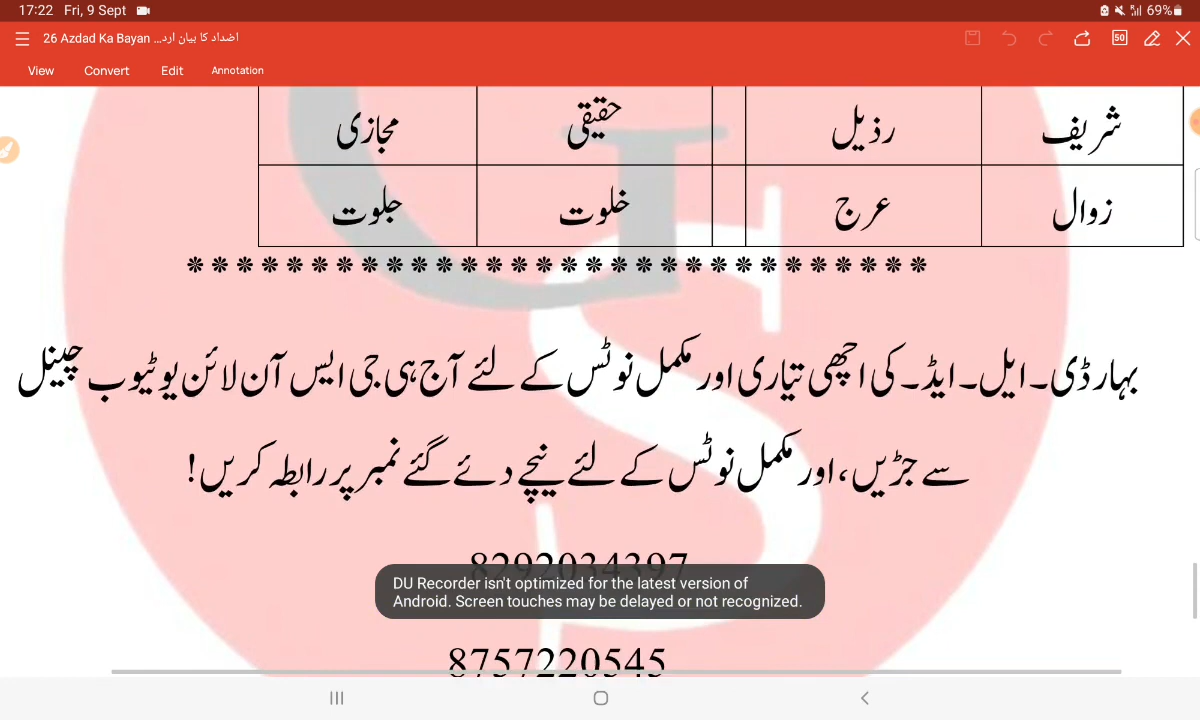 17:22 Fri, 9 Sept 69%
26 Azdad Ka Bayan ...اضداد کا بیان ارد 50
View Convert Edit Annotation
شریف رذیل حقیقی مجازی
زوال عرج خلوت جلوت
********************************
بہار ڈی۔ایل۔ایڈ۔کی اچھی تیاری اور مکمل نوٹس کے لئے آج ہی جی ایس آن لائن یوٹیوب چینل
سے جڑیں، اور مکمل نوٹس کے لئے نیچے دئے گئے نمبر پر رابطہ کریں!
8292034397
DU Recorder isn't optimized for the latest version of
Android. Screen touches may be delayed or not recognized.
8757220545